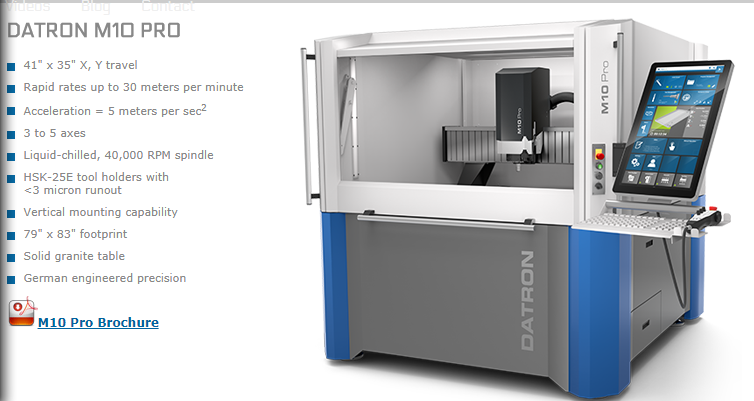 Videos Blog Contact
DATRON M10 PRO
41" x 35" X, Y travel
Rapid rates up to 30 meters per minute
Acceleration = 5 meters per sec²
3 to 5 axes
Liquid-chilled, 40,000 RPM spindle
HSK-25E tool holders with
<3 micron runout
Vertical mounting capability
79" x 83" footprint
Solid granite table
German engineered precision
M10 Pro Brochure
M10 Pro
M10 Pro
DATRON